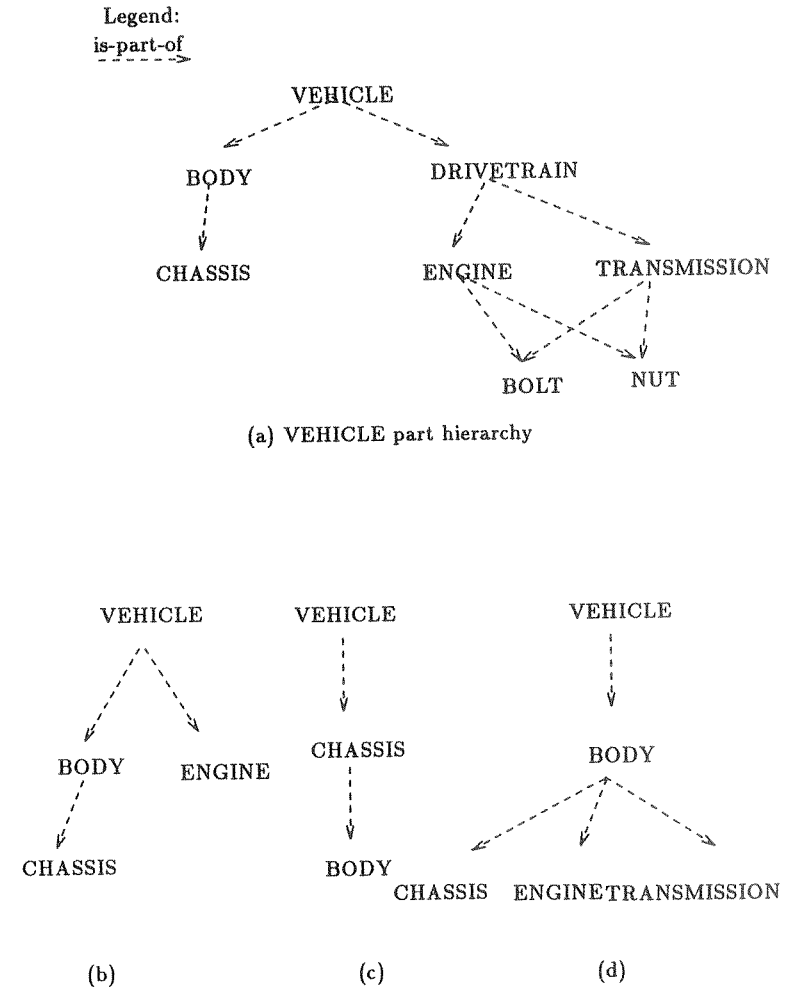 Legend:
is-part-of
VEHICLE
BODY DRIVETRAIN
CHASSIS ENGINE TRANSMISSION
BOLT NUT
(a) VEHICLE part hierarchy
VEHICLE VEHICLE VEHICLE
CHASSIS BODY
BODY ENGINE
CHASSIS BODY
CHASSIS ENGINE TRANSMISSION
(b) (c) (d)